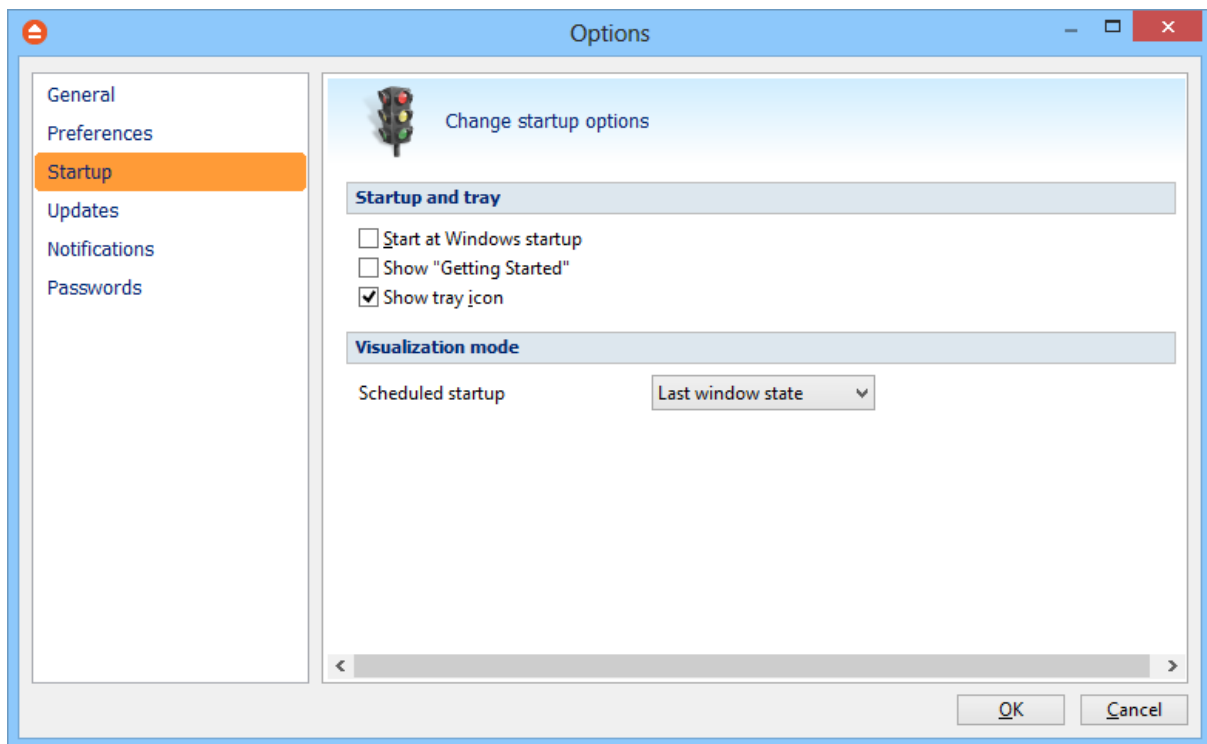 Options
General
Preferences
Startup
Updates
Notifications
Passwords
Change startup options
Startup and tray
Start at Windows startup
Show "Getting Started"
Show tray icon
Visualization mode
Scheduled startup Last window state
OK Cancel